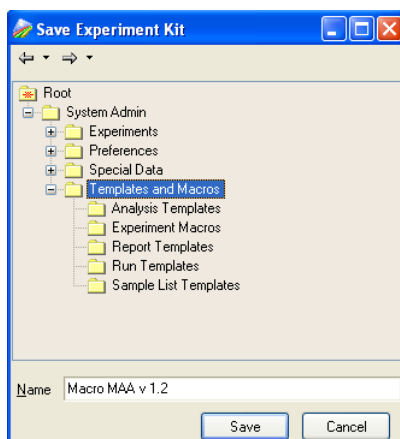 Save Experiment Kit
Root
System Admin
Experiments
Preferences
Special Data
Templates and Macros
Analysis Templates
Experiment Macros
Report Templates
Run Templates
Sample List Templates
Name Macro MAA v 1.2
Save Cancel